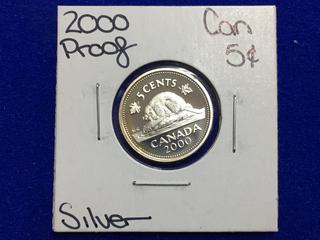 2000 Can
Proof 5¢
5 CENTS
CANADA
2000
Silver